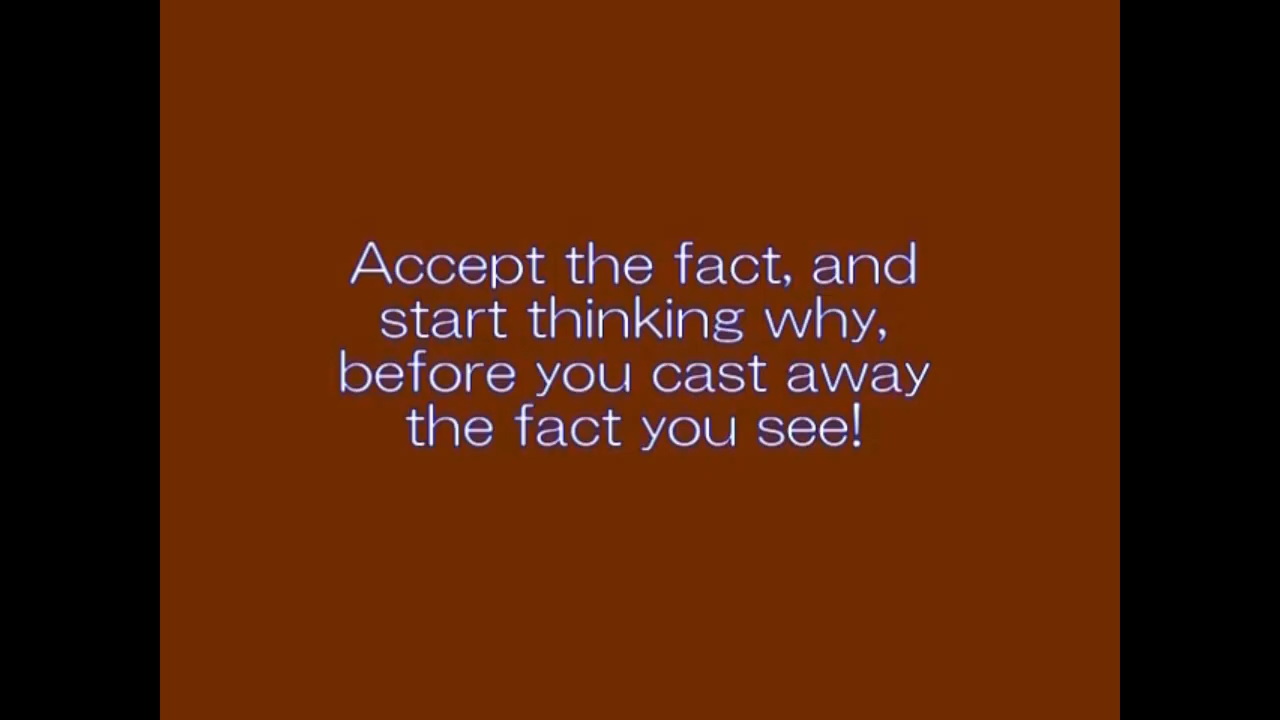 Accept the fact, and
start thinking why,
before you cast away
the fact you see!